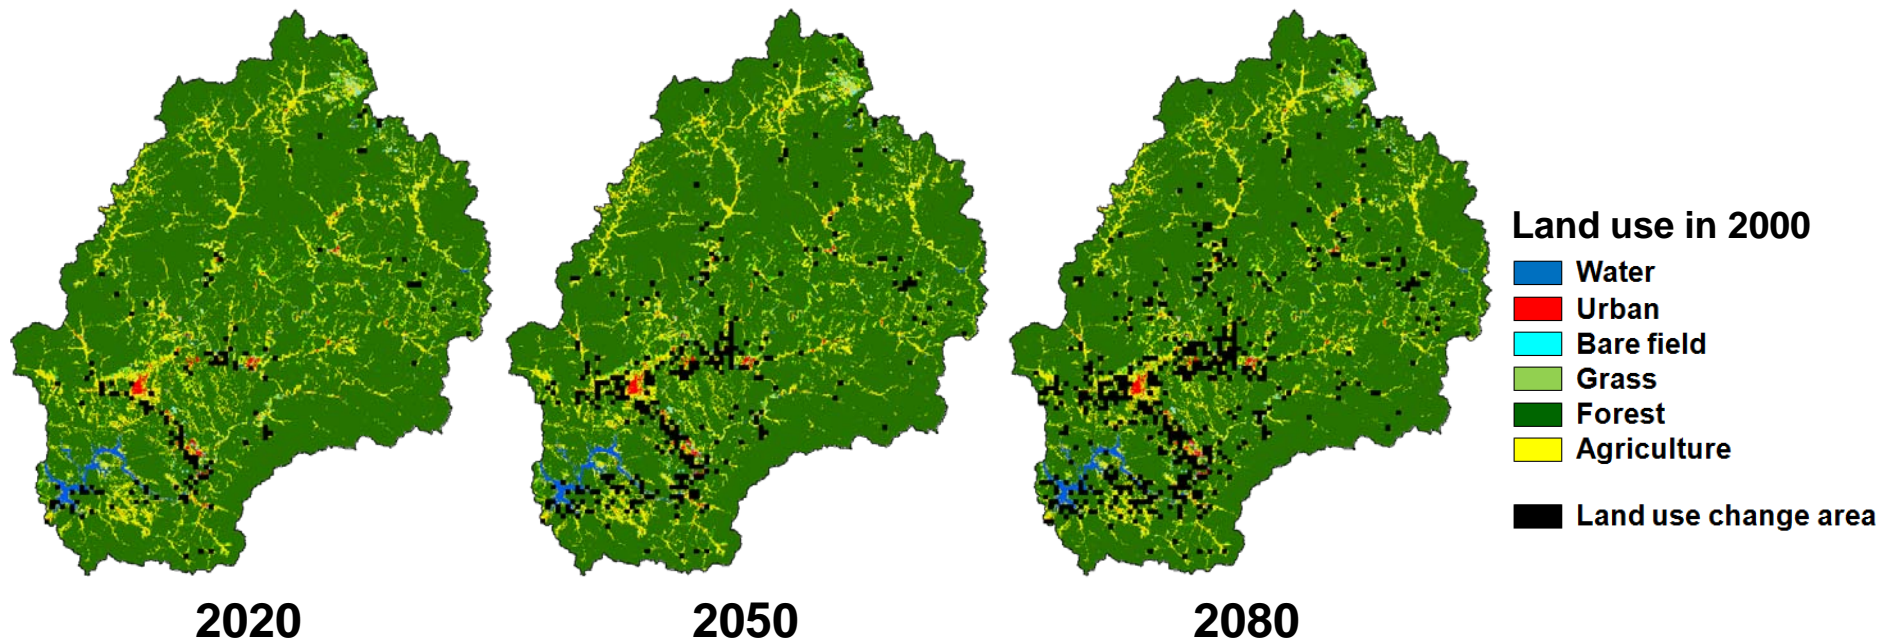 Land use in 2000
Water
Urban
Bare field
Grass
Forest
Agriculture
Land use change area
2020
2050
2080